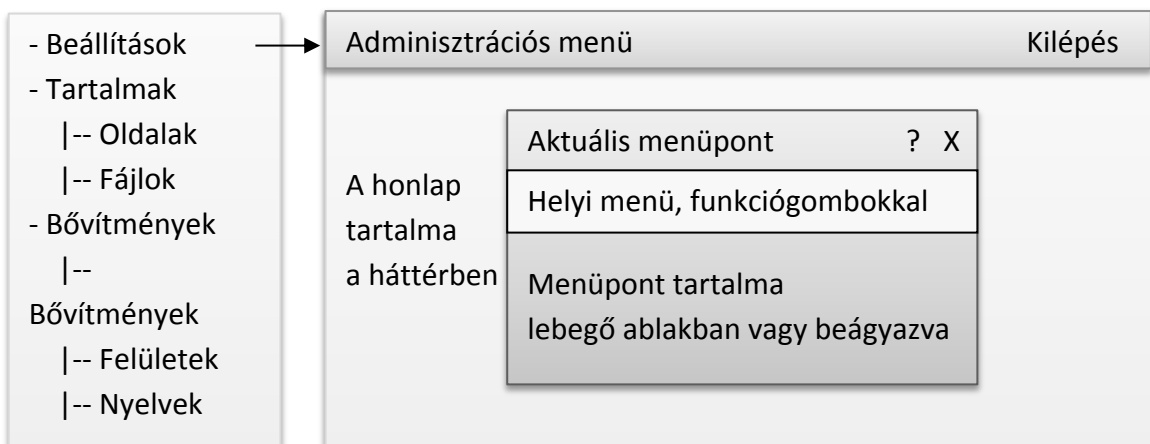 - Beállítások
- Tartalmak
|-- Oldalak
|-- Fájlok
- Bővítmények
|--
Bővítmények
|-- Felületek
|-- Nyelvek
Adminisztrációs menü Kilépés
A honlap
tartalma
a háttérben
Aktuális menüpont ? X
Helyi menü, funkciógombokkal
Menüpont tartalma
lebegő ablakban vagy beágyazva